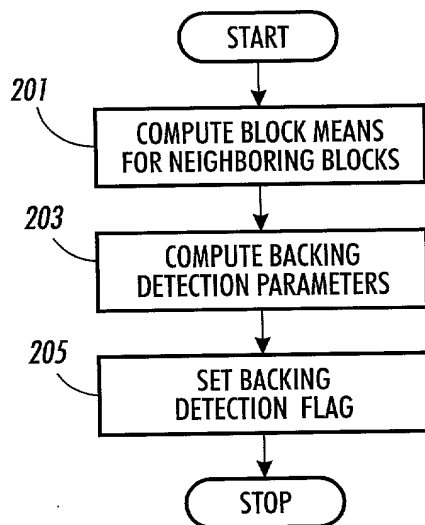 START
201
COMPUTE BLOCK MEANS
FOR NEIGHBORING BLOCKS
203
COMPUTE BACKING
DETECTION PARAMETERS
205
SET BACKING
DETECTION FLAG
STOP